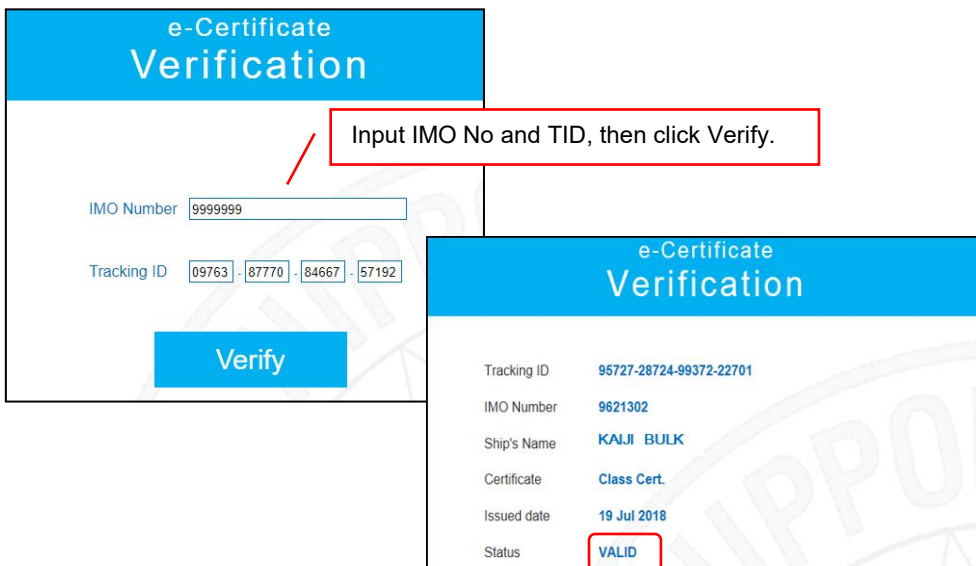 e-Certificate
Verification
Input IMO No and TID, then click Verify.
IMO Number 9999999
Tracking ID 09763 - 87770 - 84667 - 57192
Verify
e-Certificate
Verification
Tracking ID 95727-28724-99372-22701
IMO Number 9621302
Ship's Name KAIJI BULK
Certificate Class Cert.
Issued date 19 Jul 2018
Status VALID